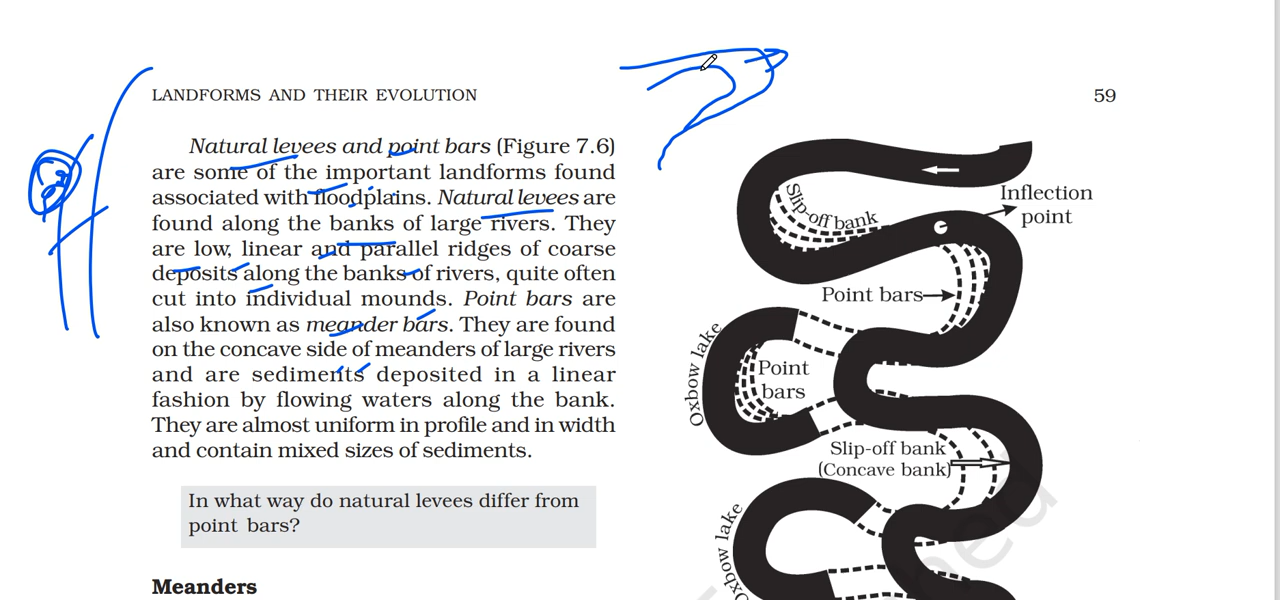 LANDFORMS AND THEIR EVOLUTION
59
Natural levees and point bars (Figure 7.6)
are some of the important landforms found
associated with floodplains. Natural levees are
found along the banks of large rivers. They
are low, linear and parallel ridges of coarse
deposits along the banks of rivers, quite often
cut into individual mounds. Point bars are
also known as meander bars. They are found
on the concave side of meanders of large rivers
and are sediments deposited in a linear
fashion by flowing waters along the bank.
They are almost uniform in profile and in width
and contain mixed sizes of sediments.
In what way do natural levees differ from
point bars?
Meanders
Slip-off bank
Inflection
point
Point bars
Oxbow lake
Point
bars
Slip-off bank
(Concave bank)
Oxbow lake